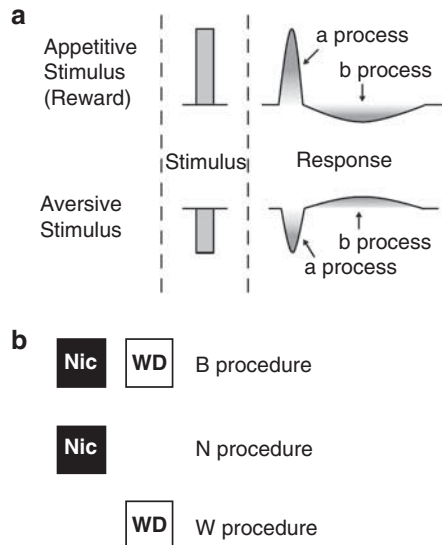 a
Appetitive
Stimulus
(Reward)
a process
b process
Stimulus
Response
Aversive
Stimulus
b process
a process
b
Nic WD B procedure
Nic N procedure
WD W procedure